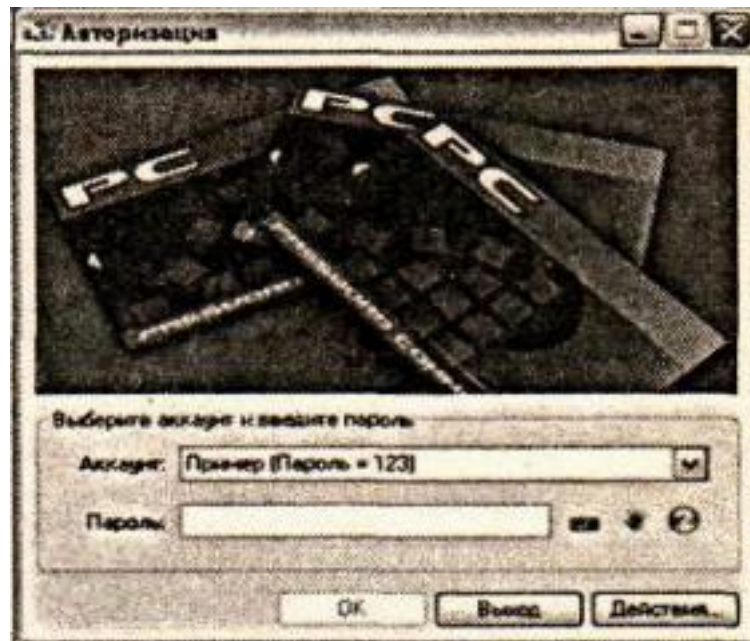 Авторизация
PC
PC PC
Выберите аккаунт и введите пароль
Аккаунт: Пример (Пароль = 123)
Пароль:
OK Выход Действия...